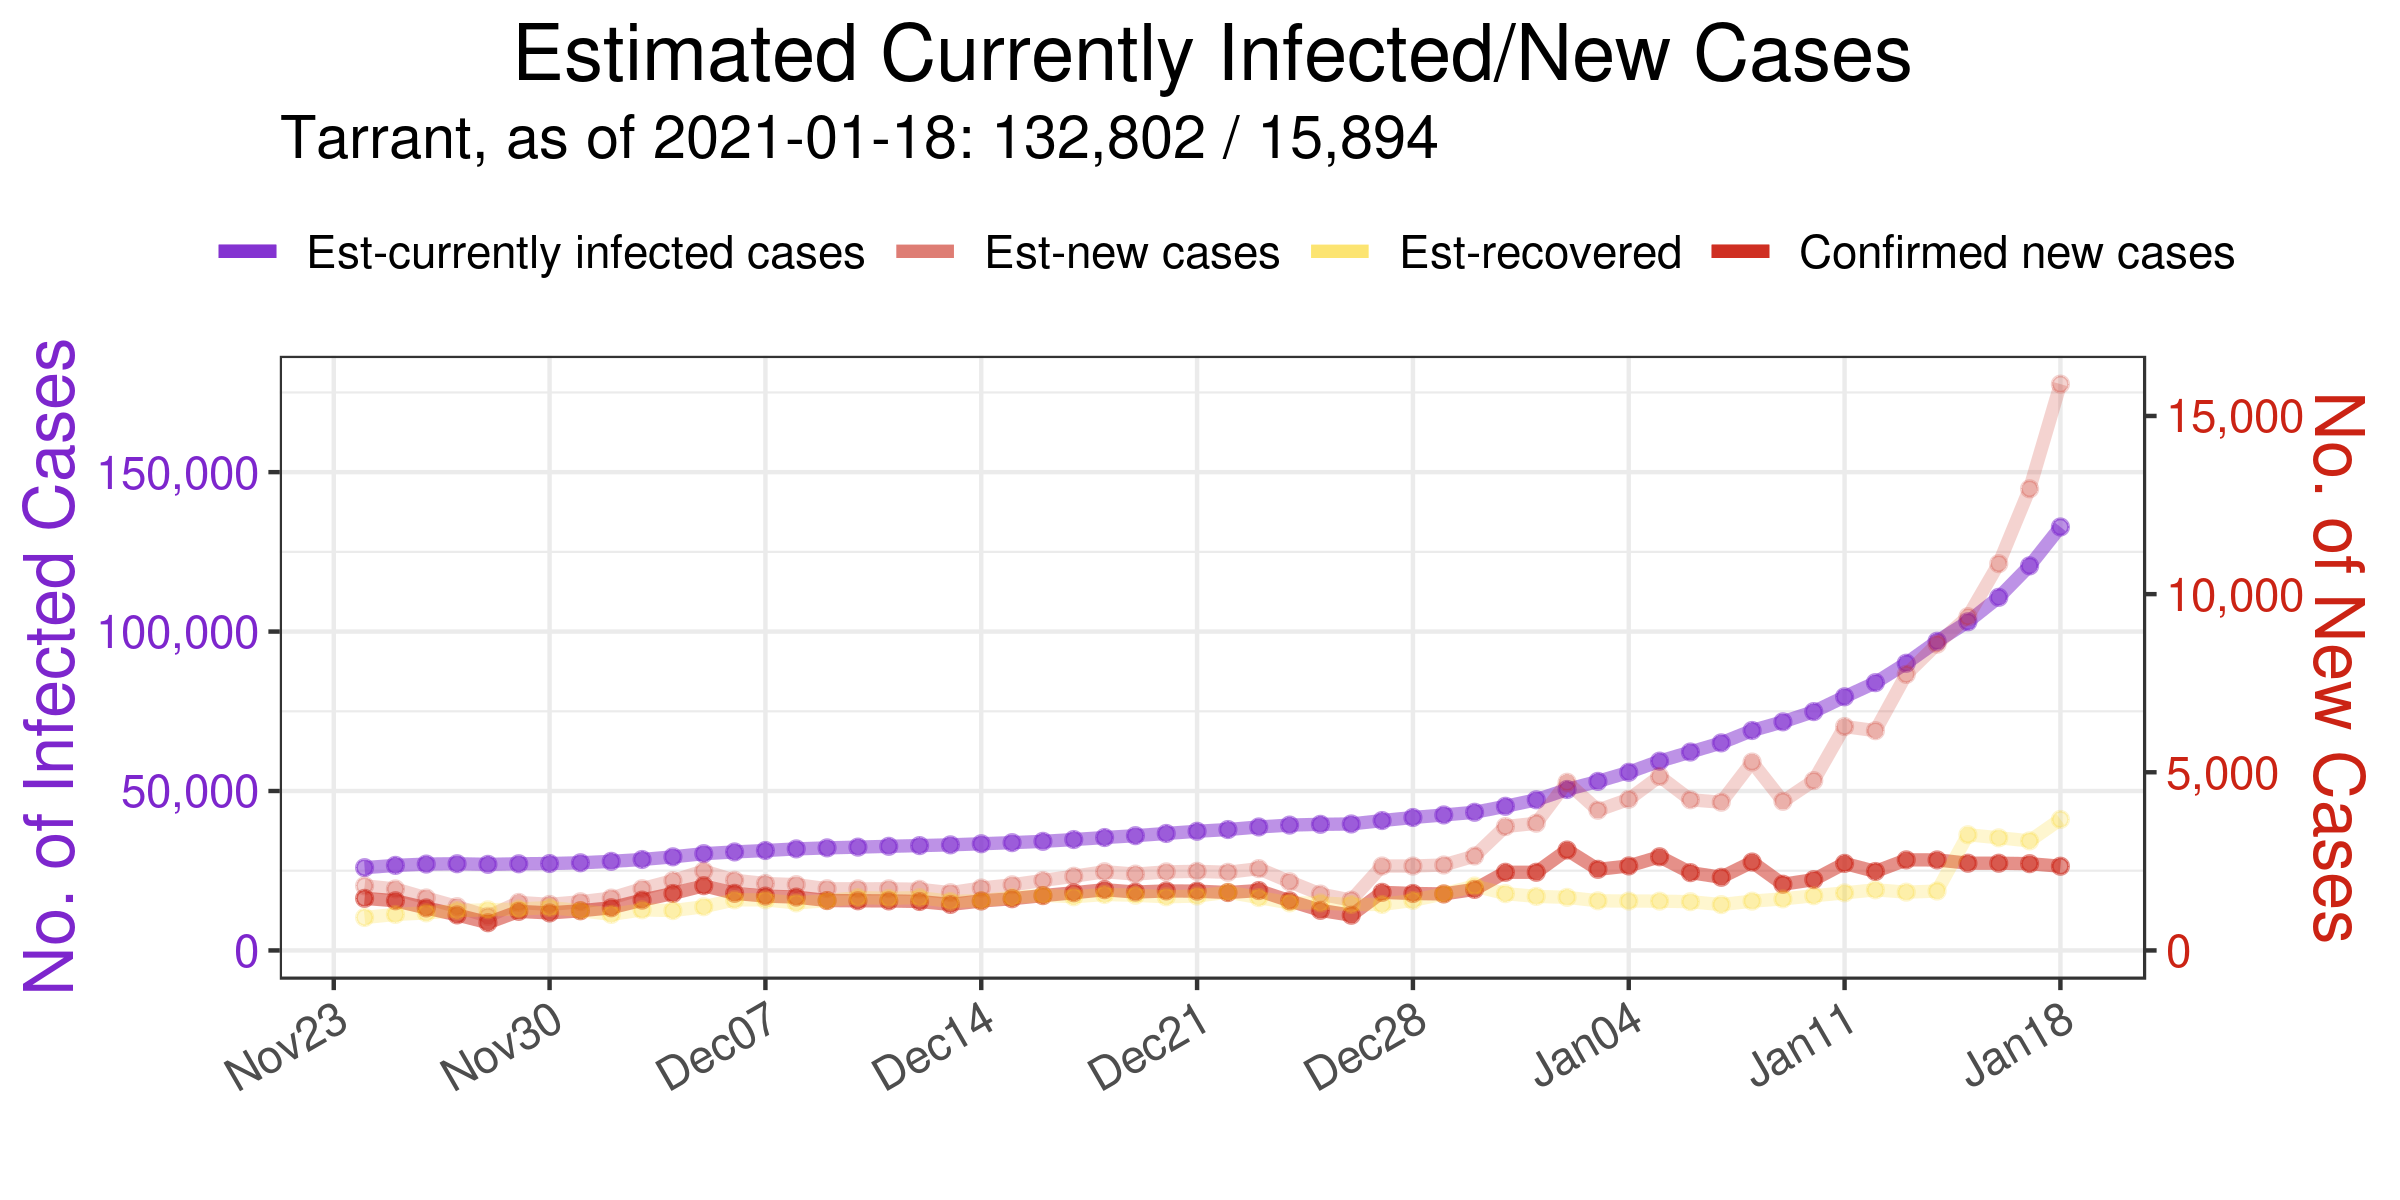 Estimated Currently Infected/New Cases
Tarrant, as of 2021-01-18: 132,802 / 15,894
Est-currently infected cases Est-new cases Est-recovered Confirmed new cases
No. of Infected Cases
150,000
100,000
50,000
0
15,000
10,000
5,000
0
No. of New Cases
Nov23 Nov30 Dec07 Dec14 Dec21 Dec28 Jan04 Jan11 Jan18